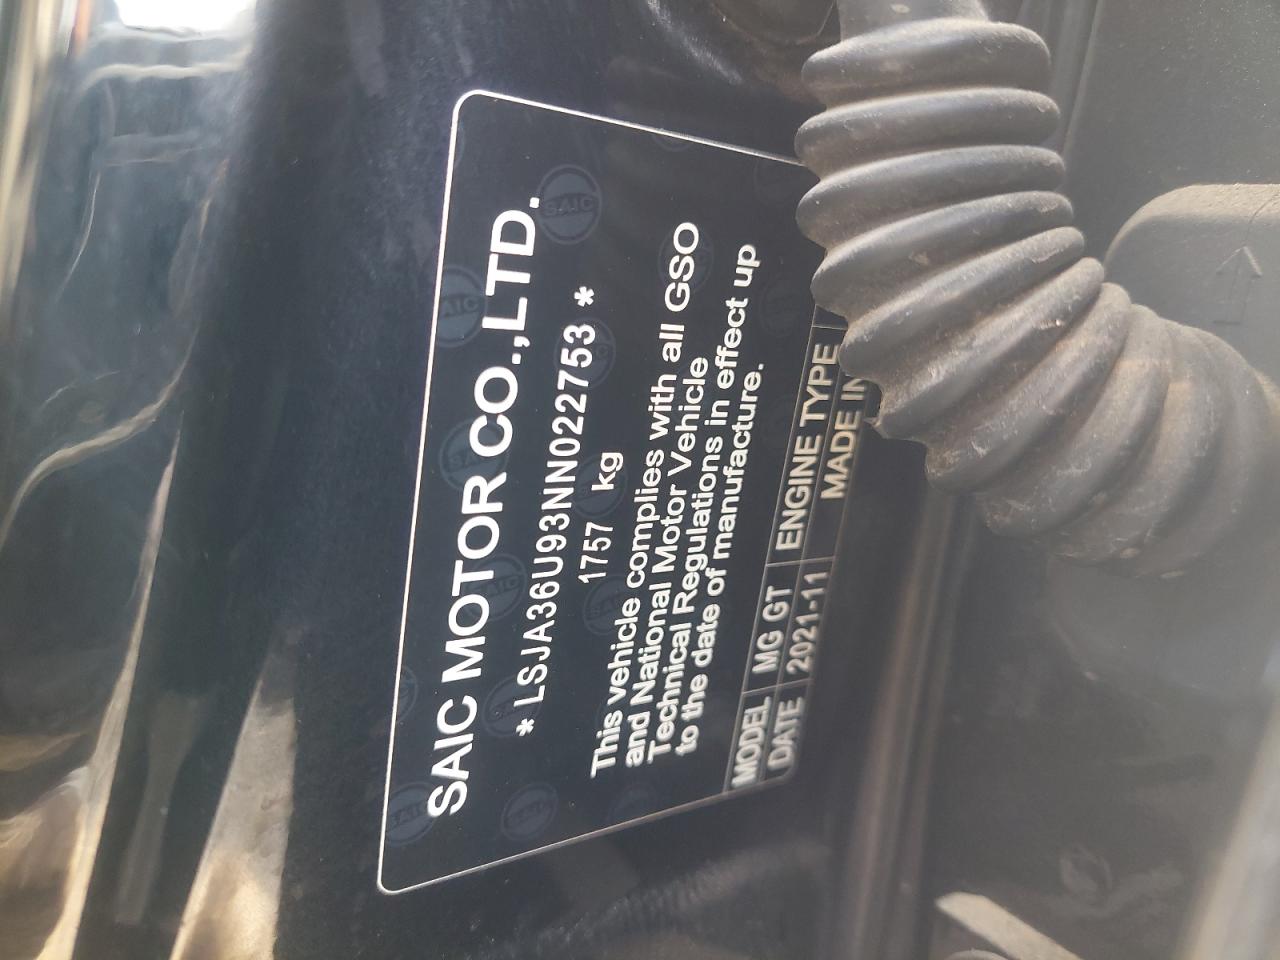 SAIC MOTOR CO.,LTD.
* LSJA36U93NN022753 *
1757 kg
This vehicle complies with all GSO
and National Motor Vehicle
Technical Regulations in effect up
to the date of manufacture.
MODEL MG GT ENGINE TYPE
DATE 2021-11 MADE IN